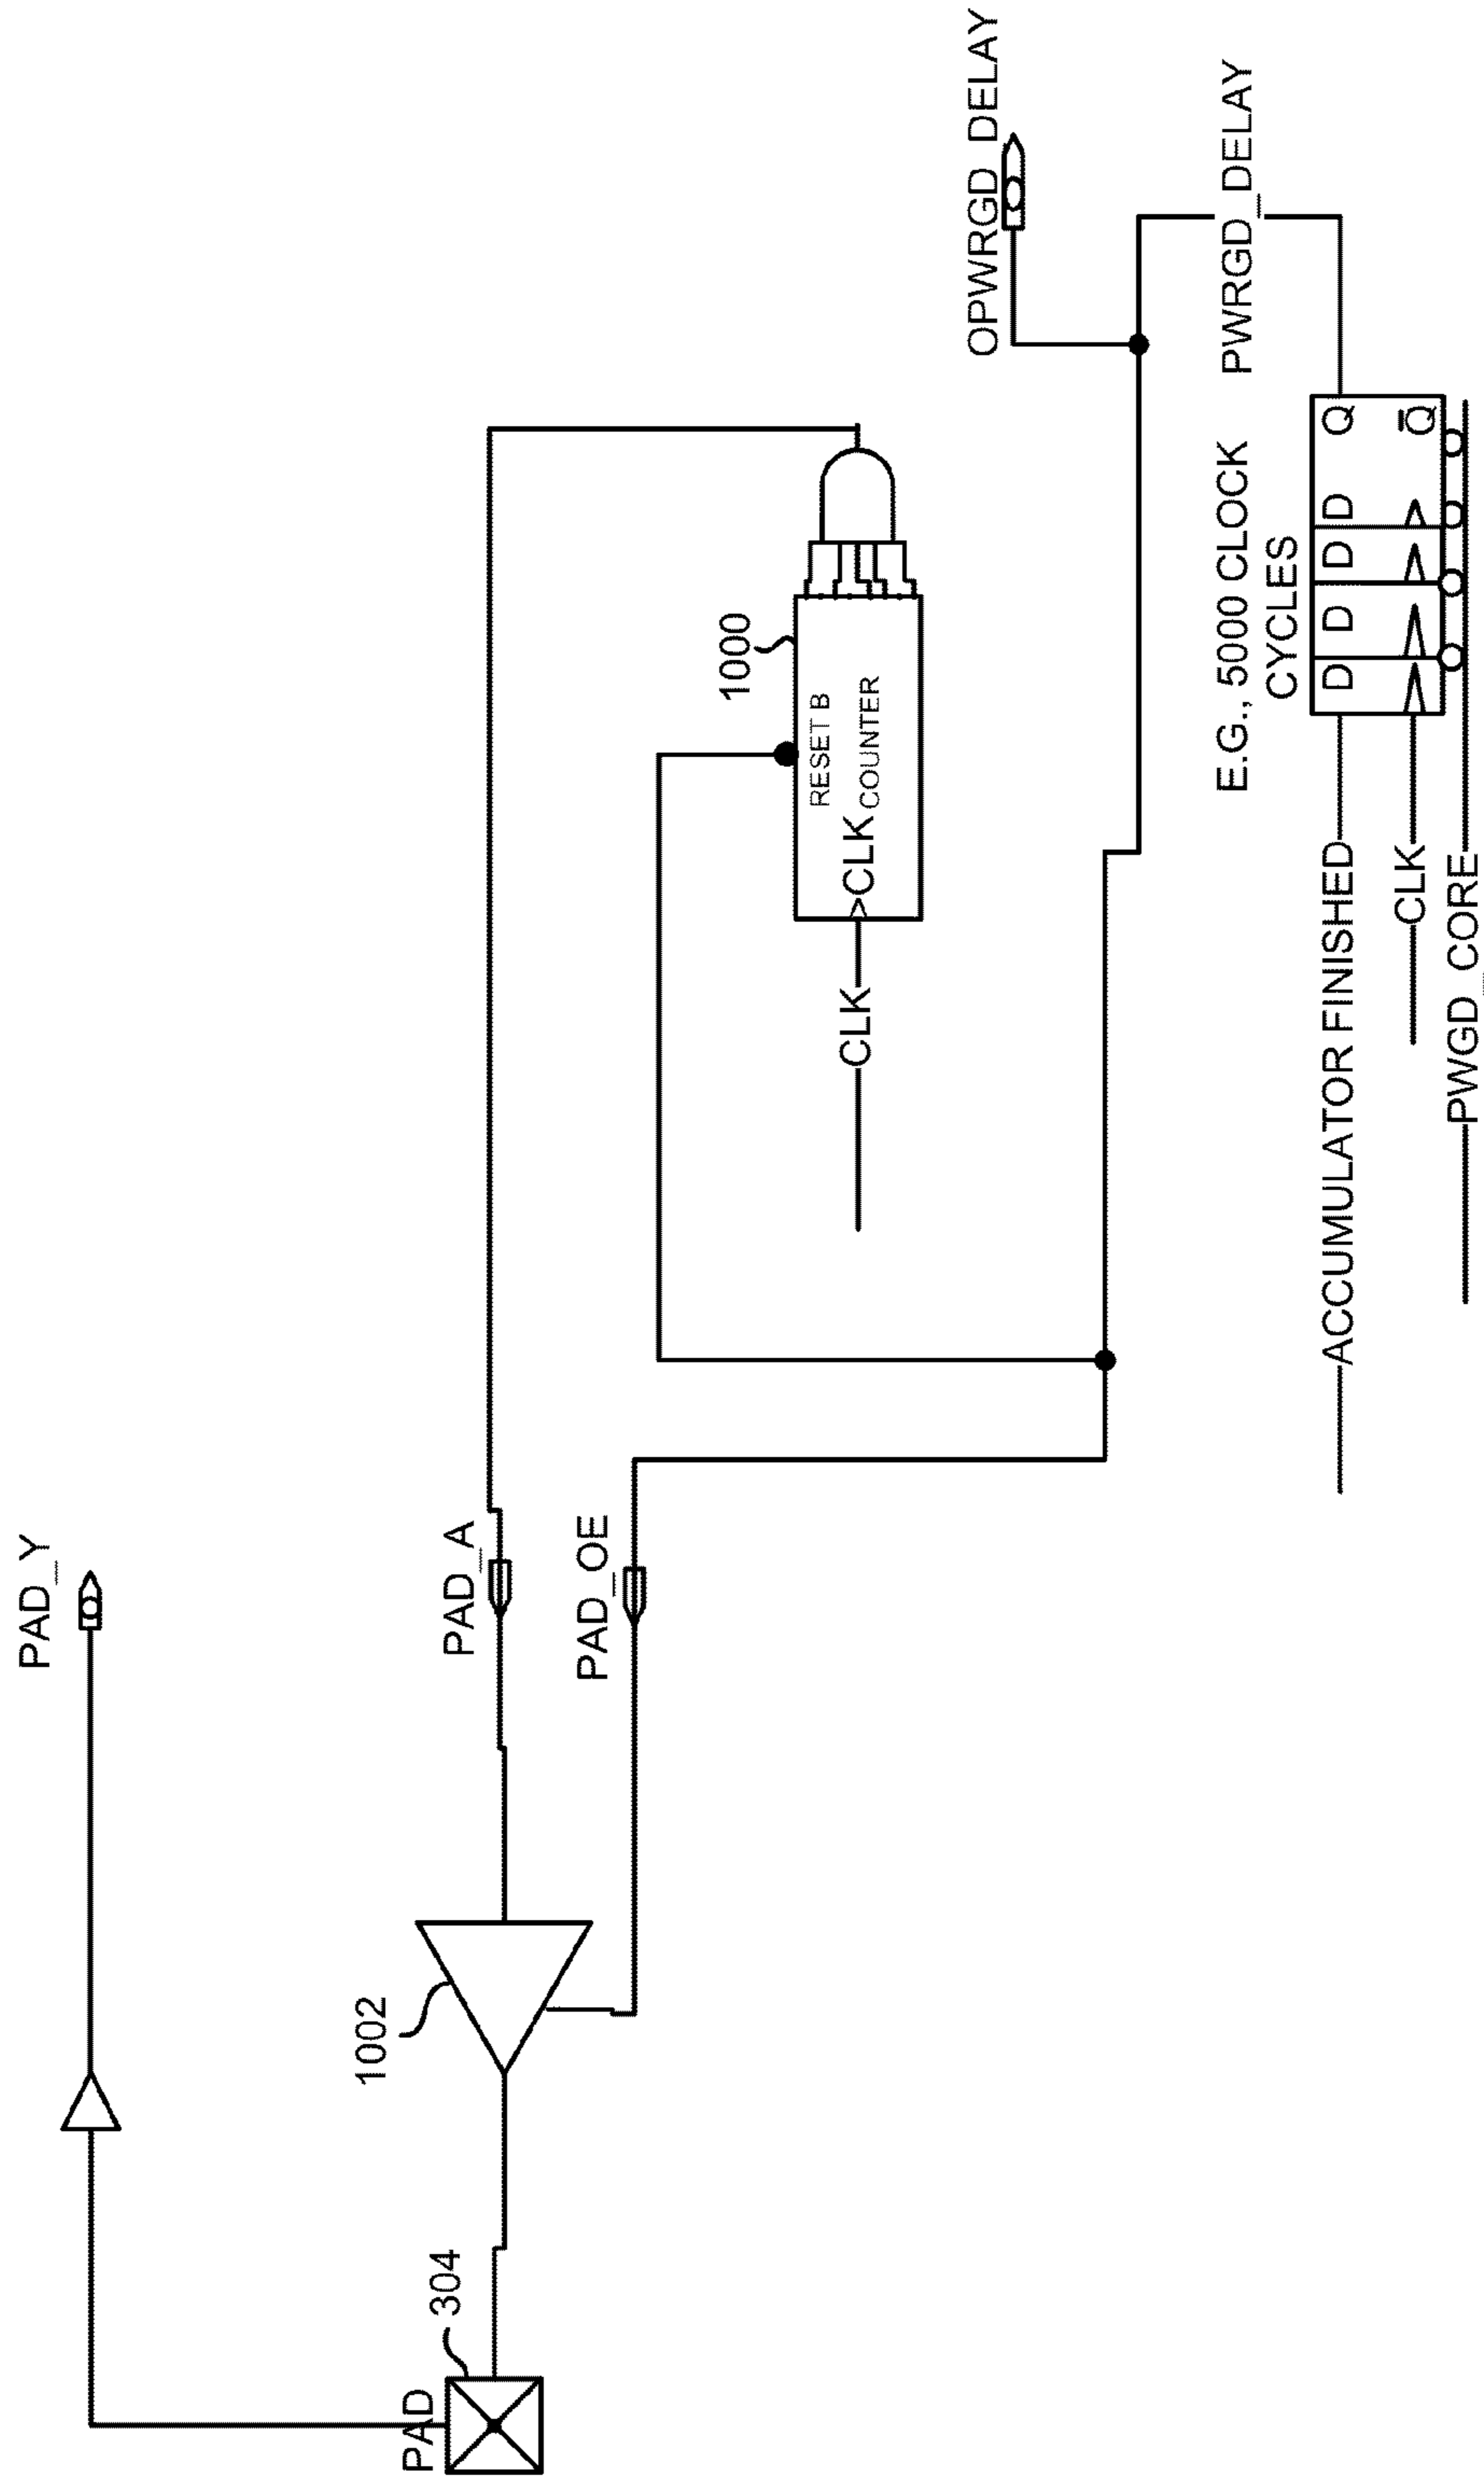 PAD_Y
PAD
304
1002
PAD_A
PAD_OE
1000
RESET B
>CLK
COUNTER
CLK
OPWRGD_DELAY
PWRGD_DELAY
E.G., 5000 CLOCK
CYCLES
ACCUMULATOR FINISHED
D D D D Q
CLK
Q̅
PWGD_CORE